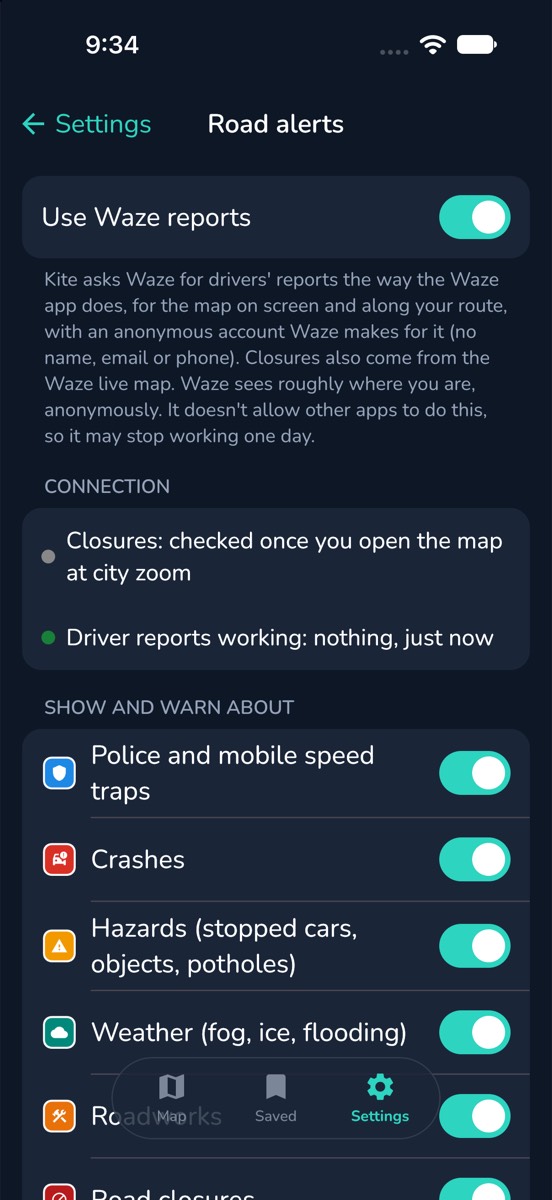 9:34
Settings
Road alerts
Use Waze reports
Kite asks Waze for drivers' reports the way the Waze
app does, for the map on screen and along your route,
with an anonymous account Waze makes for it (no
name, email or phone). Closures also come from the
Waze live map. Waze sees roughly where you are,
anonymously. It doesn't allow other apps to do this,
so it may stop working one day.
CONNECTION
Closures: checked once you open the map
at city zoom
Driver reports working: nothing, just now
SHOW AND WARN ABOUT
Police and mobile speed
traps
Crashes
Hazards (stopped cars,
objects, potholes)
Weather (fog, ice, flooding)
Roadworks
Map
Saved
Settings
Road closures